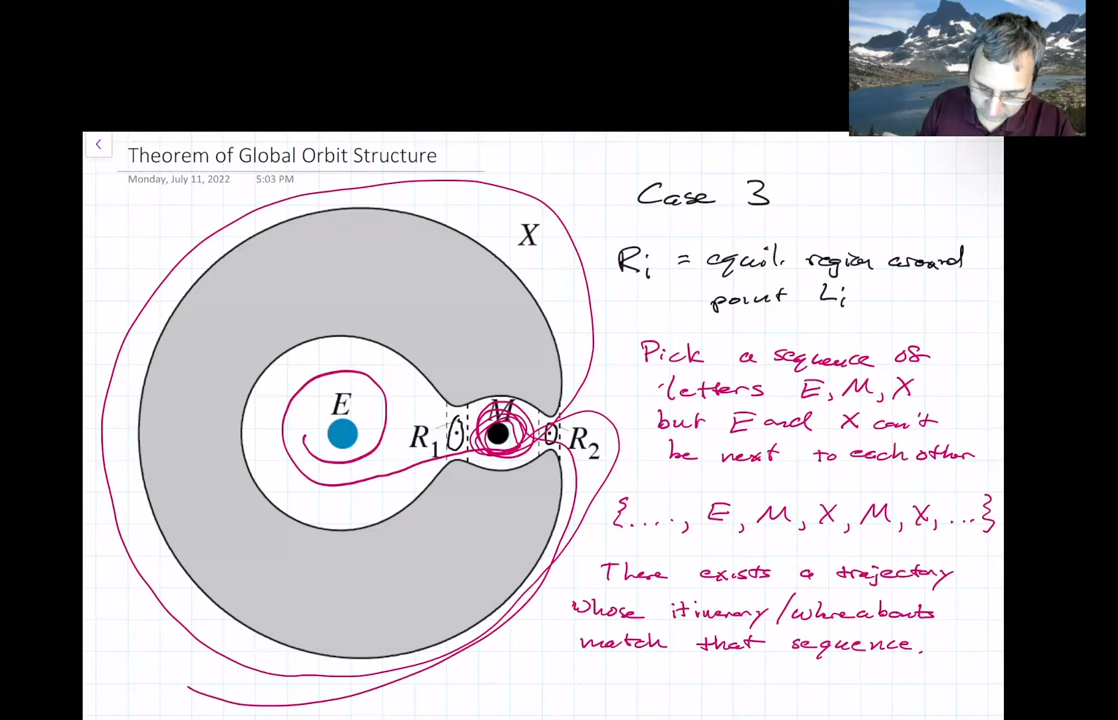 Theorem of Global Orbit Structure
Monday, July 11, 2022 5:03 PM
Case 3
X
Ri = equil. region around
point Li
Pick a sequence of
letters E, M, X
but E and X can't
be next to each other
E
M
R1
R2
{...., E, M, X, M, X, ...}
There exists a trajectory
whose itinerary/whreabouts
match that sequence.